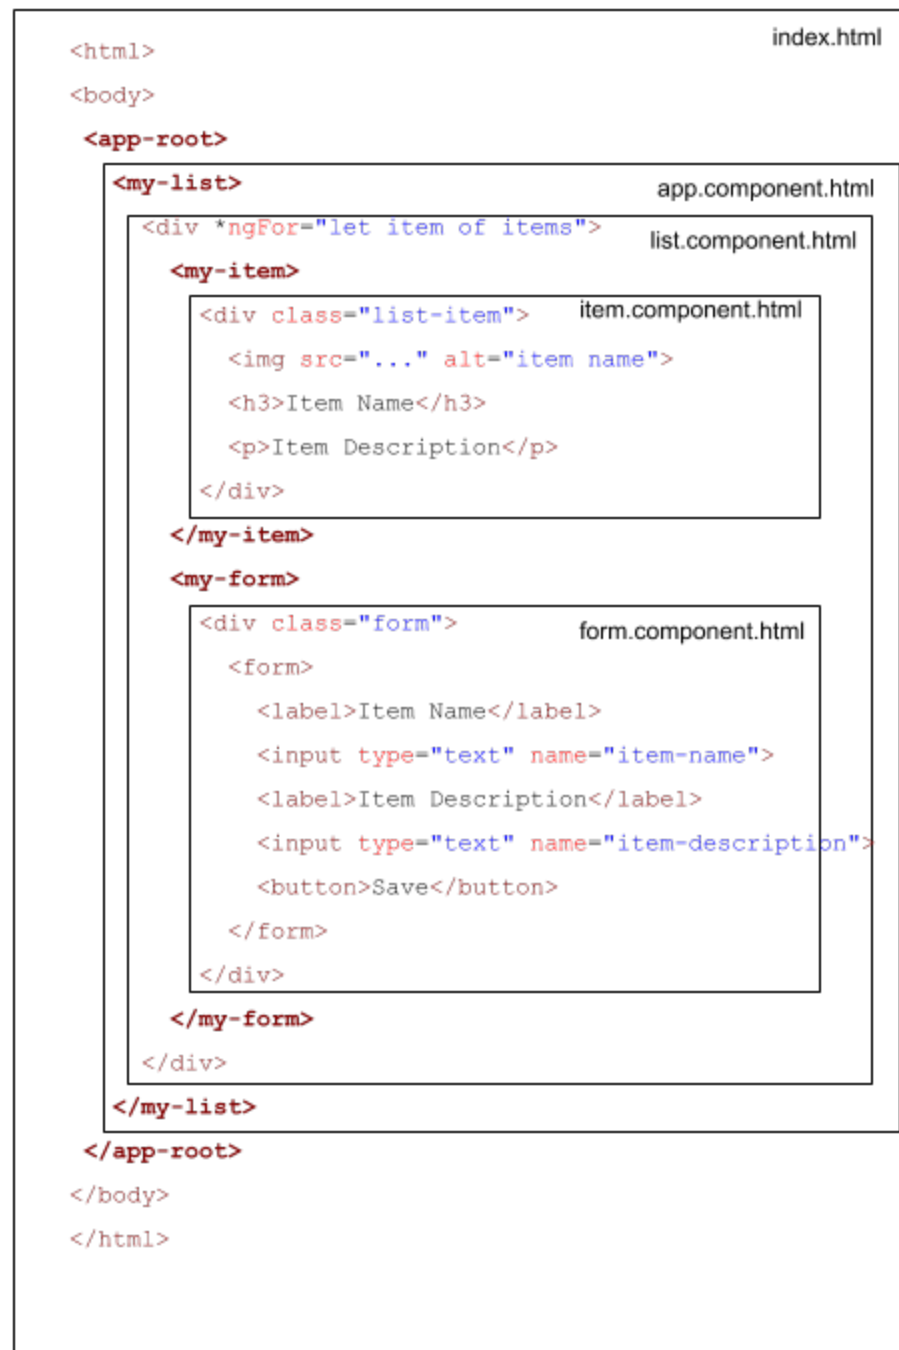 index.html
<html>
<body>
<app-root>
<my-list>
app.component.html
<div *ngFor="let item of items">
list.component.html
<my-item>
<div class="list-item">
item.component.html
<img src="..." alt="item name">
<h3>Item Name</h3>
<p>Item Description</p>
</div>
</my-item>
<my-form>
<div class="form">
form.component.html
<form>
<label>Item Name</label>
<input type="text" name="item-name">
<label>Item Description</label>
<input type="text" name="item-description">
<button>Save</button>
</form>
</div>
</my-form>
</div>
</my-list>
</app-root>
</body>
</html>